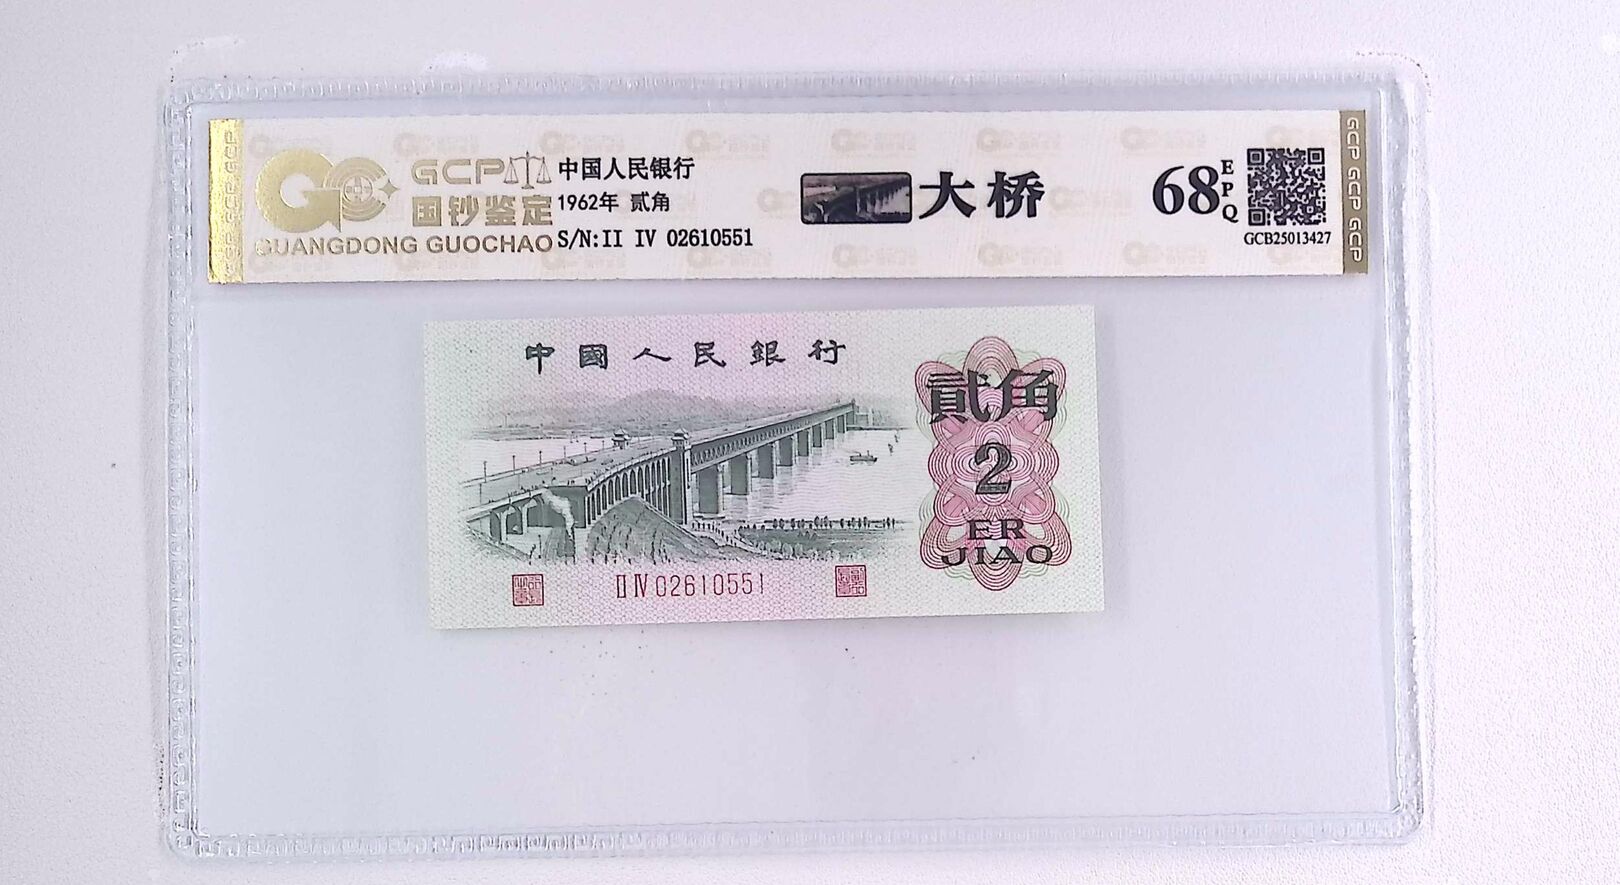 GCP
国钞鉴定
GUANGDONG GUOCHAO
中国人民银行
1962年 贰角
S/N:II IV 02610551
大桥
68 EPQ
GCB25013427
GCP GCP GCP
中國人民銀行
貳角
2
ER
JIAO
II IV 02610551